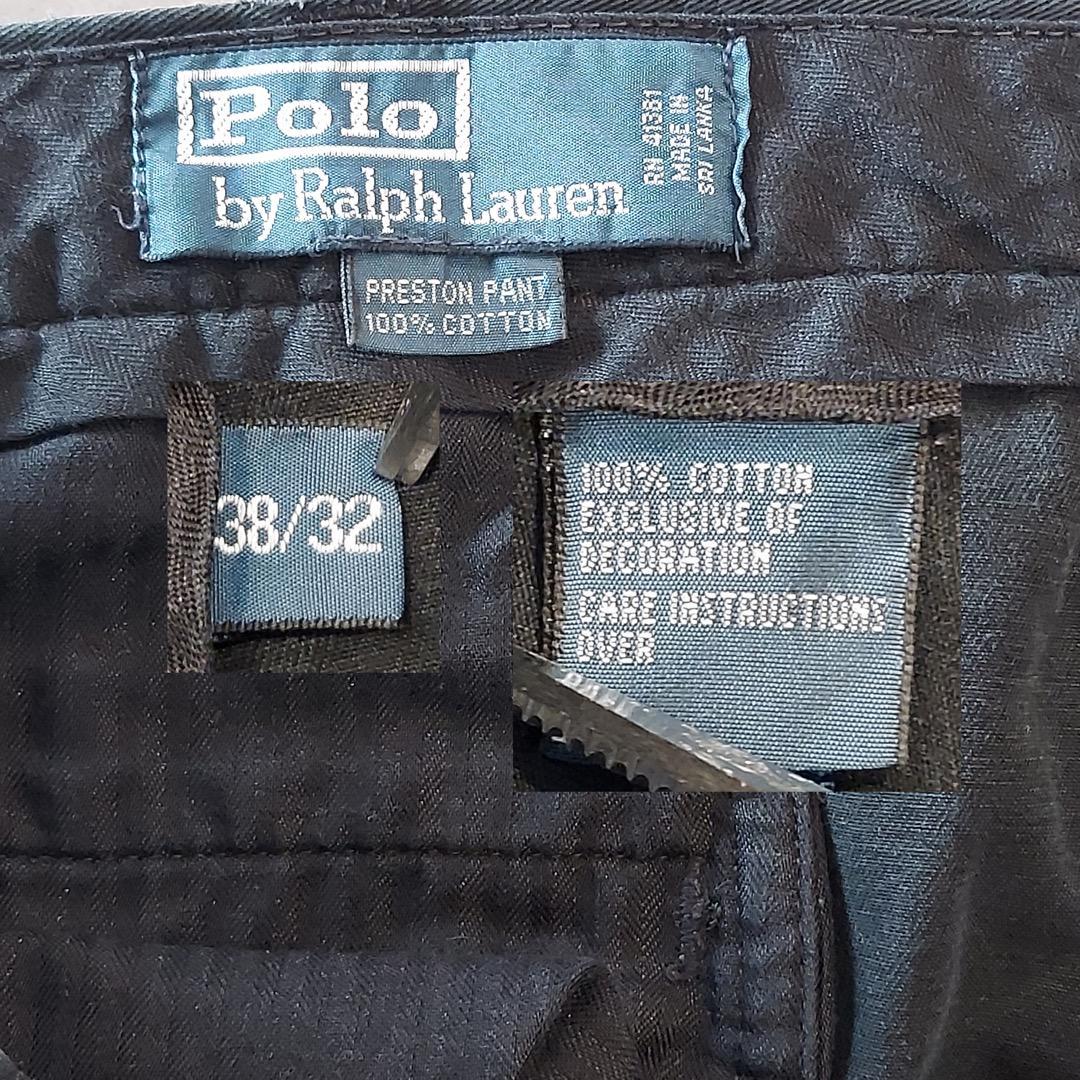 Polo
by Ralph Lauren
RN 41381
MADE IN
SRI LANKA
PRESTON PANT
100% COTTON
38/32
100% COTTON
EXCLUSIVE OF
DECORATION
CARE INSTRUCTIONS
OVER